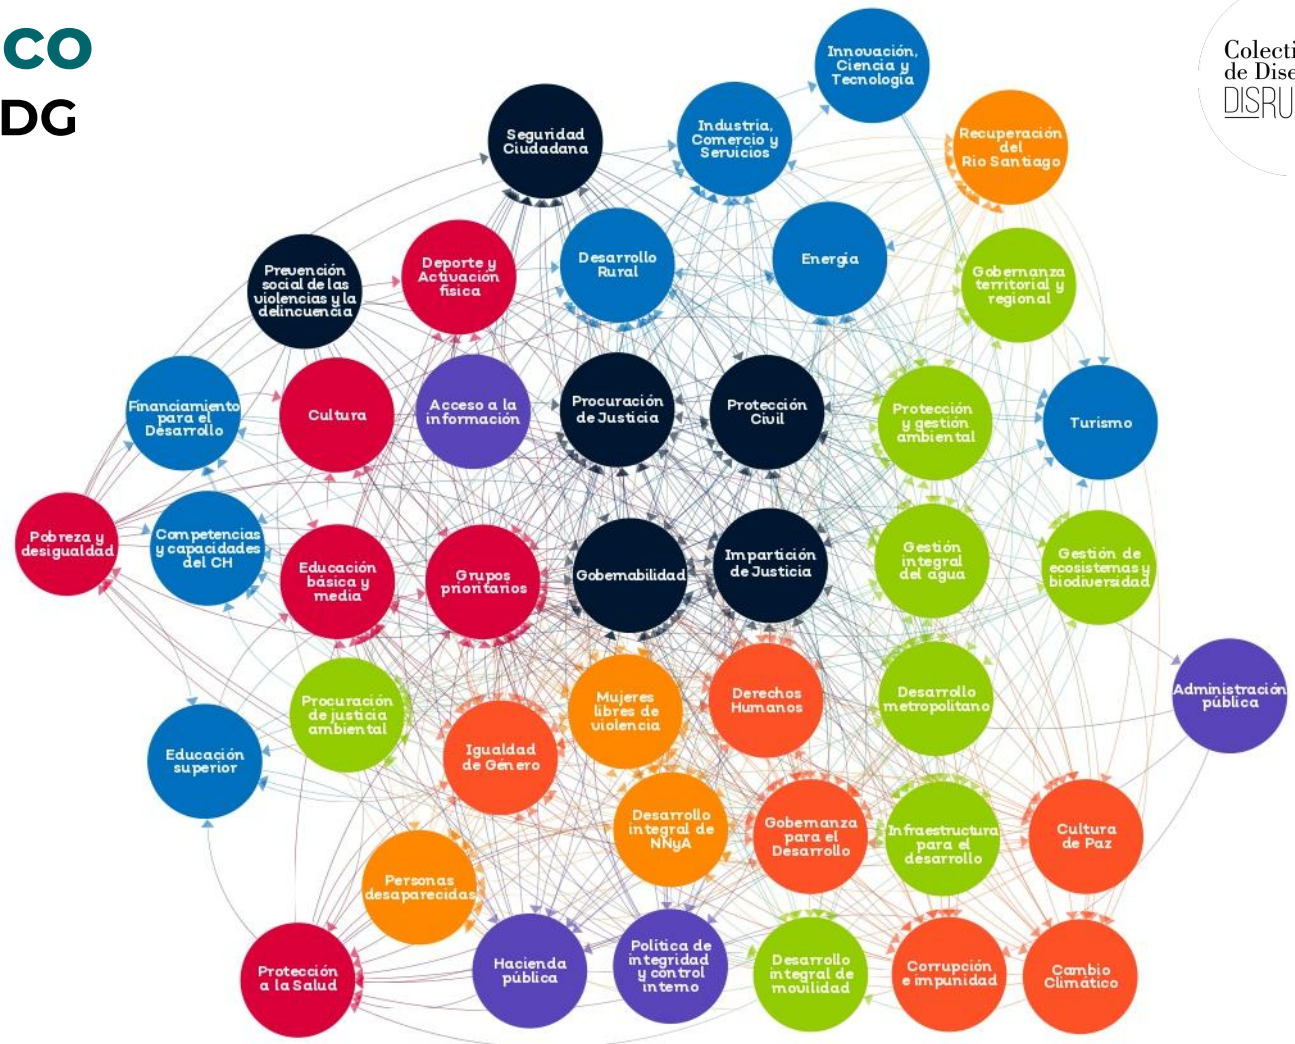 CO
DG
Colecti
de Dise
DISRU
Innovación,
Ciencia y
Tecnología
Seguridad
Ciudadana
Industria,
Comercio y
Servicios
Recuperación
del
Rio Santiago
Prevención
social de las
violencias y la
delincuencia
Deporte y
Activación
física
Desarrollo
Rural
Energía
Gobernanza
territorial y
regional
Financiamiento
para el
Desarrollo
Cultura
Acceso a la
información
Procuración
de Justicia
Protección
Civil
Protección
y gestión
ambiental
Turismo
Pobreza y
desigualdad
Competencias
y capacidades
del CH
Educación
básica y
media
Grupos
prioritarios
Gobernabilidad
Impartición
de Justicia
Gestión
integral
del agua
Gestión de
ecosistemas y
biodiversidad
Procuración
de justicia
ambiental
Mujeres
libres de
violencia
Derechos
Humanos
Desarrollo
metropolitano
Administración
pública
Educación
superior
Igualdad
de Género
Desarrollo
integral de
NNyA
Gobernanza
para el
Desarrollo
Infraestructura
para el
desarrollo
Cultura
de Paz
Personas
desaparecidas
Protección
a la Salud
Hacienda
pública
Política de
integridad
y control
interno
Desarrollo
integral de
movilidad
Corrupción
e impunidad
Cambio
Climático